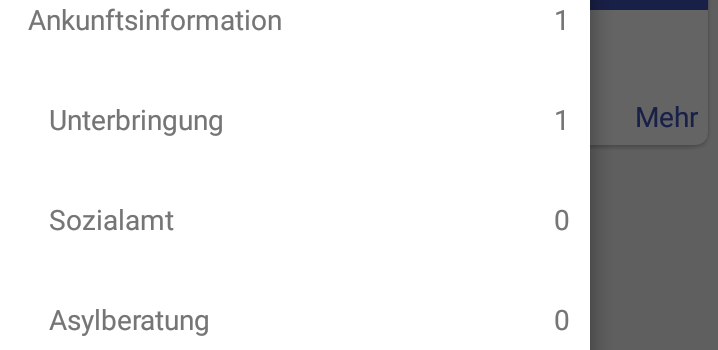 Ankunftsinformation 1
Unterbringung 1
Mehr
Sozialamt 0
Asylberatung 0